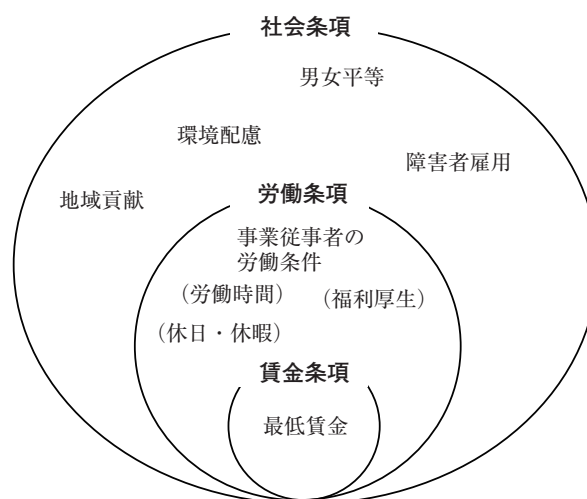 社会条項
男女平等
環境配慮
障害者雇用
地域貢献
労働条項
事業従事者の
労働条件
（労働時間）
（福利厚生）
（休日・休暇）
賃金条項
最低賃金